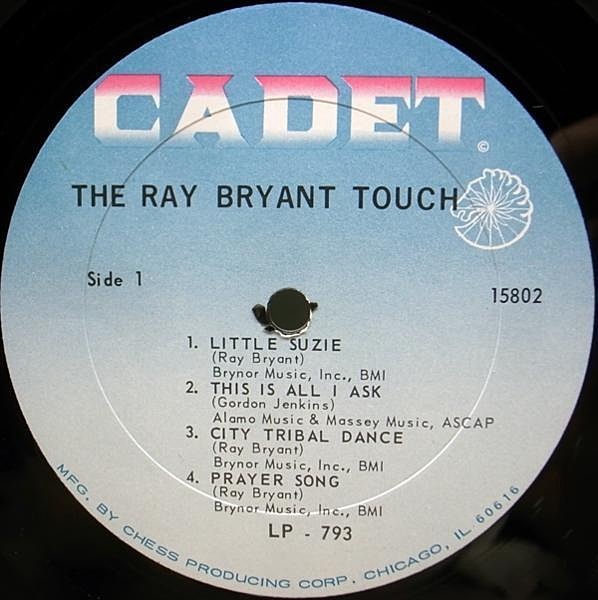 CADET
©
THE RAY BRYANT TOUCH
Side 1
15802
1. LITTLE SUZIE
(Ray Bryant)
Brynor Music, Inc., BMI
2. THIS IS ALL I ASK
(Gordon Jenkins)
Alamo Music & Massey Music, ASCAP
3. CITY TRIBAL DANCE
(Ray Bryant)
Brynor Music, Inc., BMI
4. PRAYER SONG
(Ray Bryant)
Brynor Music, Inc., BMI
LP - 793
MFG. BY CHESS PRODUCING CORP. CHICAGO, IL 60616